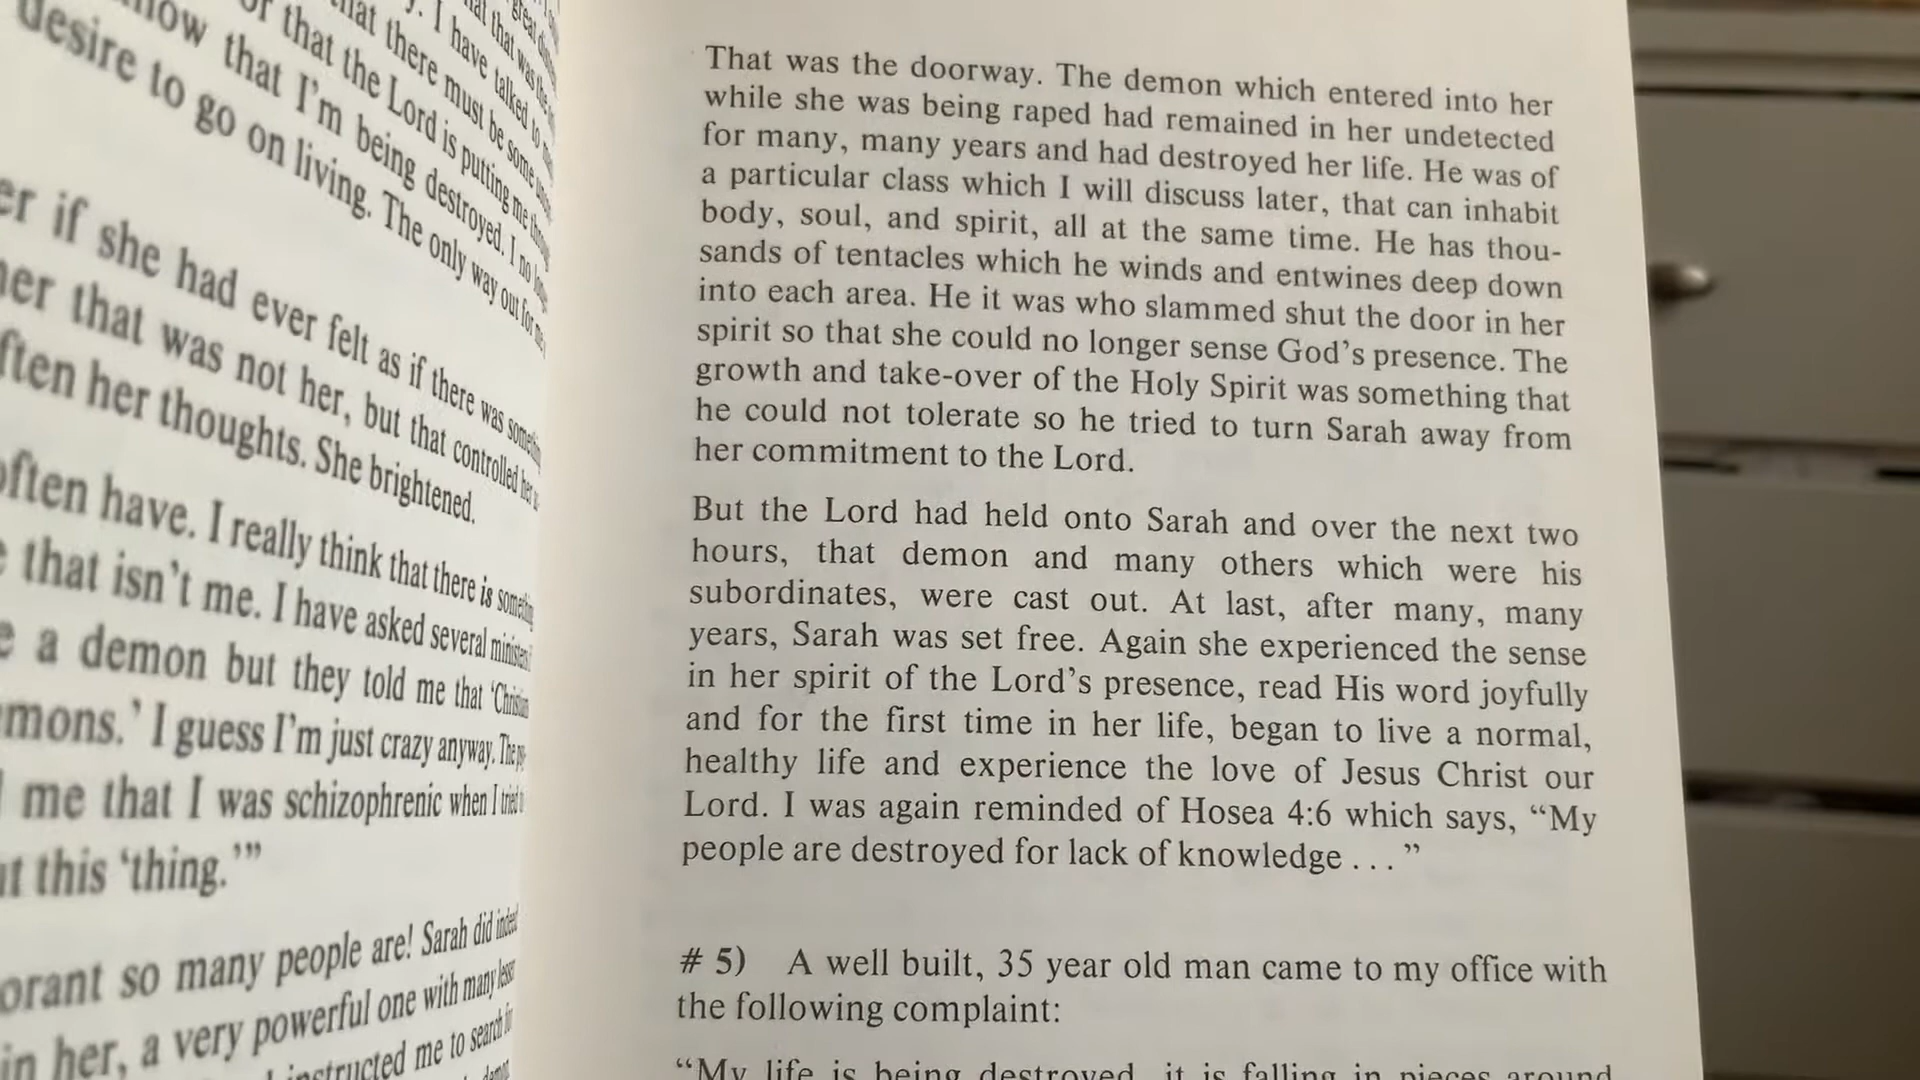 great
that that was the
y. I have talked to
that there must be some
or that the Lord is putting me through
now that I'm being destroyed. I no longer
desire to go on living. The only way out for me
er if she had ever felt as if there was something
her that was not her, but that controlled her
ften her thoughts. She brightened.
often have. I really think that there is something
e that isn't me. I have asked several ministers
e a demon but they told me that 'Christians
mons.' I guess I'm just crazy anyway. The
me that I was schizophrenic when I tried
ut this 'thing.'"
orant so many people are! Sarah did indeed
in her, a very powerful one with many lesser
instructed me to search
demon
That was the doorway. The demon which entered into her
while she was being raped had remained in her undetected
for many, many years and had destroyed her life. He was of
a particular class which I will discuss later, that can inhabit
body, soul, and spirit, all at the same time. He has thou-
sands of tentacles which he winds and entwines deep down
into each area. He it was who slammed shut the door in her
spirit so that she could no longer sense God's presence. The
growth and take-over of the Holy Spirit was something that
he could not tolerate so he tried to turn Sarah away from
her commitment to the Lord.
But the Lord had held onto Sarah and over the next two
hours, that demon and many others which were his
subordinates, were cast out. At last, after many, many
years, Sarah was set free. Again she experienced the sense
in her spirit of the Lord's presence, read His word joyfully
and for the first time in her life, began to live a normal,
healthy life and experience the love of Jesus Christ our
Lord. I was again reminded of Hosea 4:6 which says, "My
people are destroyed for lack of knowledge . . . "
# 5) A well built, 35 year old man came to my office with
the following complaint:
"My life is being destroyed, it is falling in pieces around